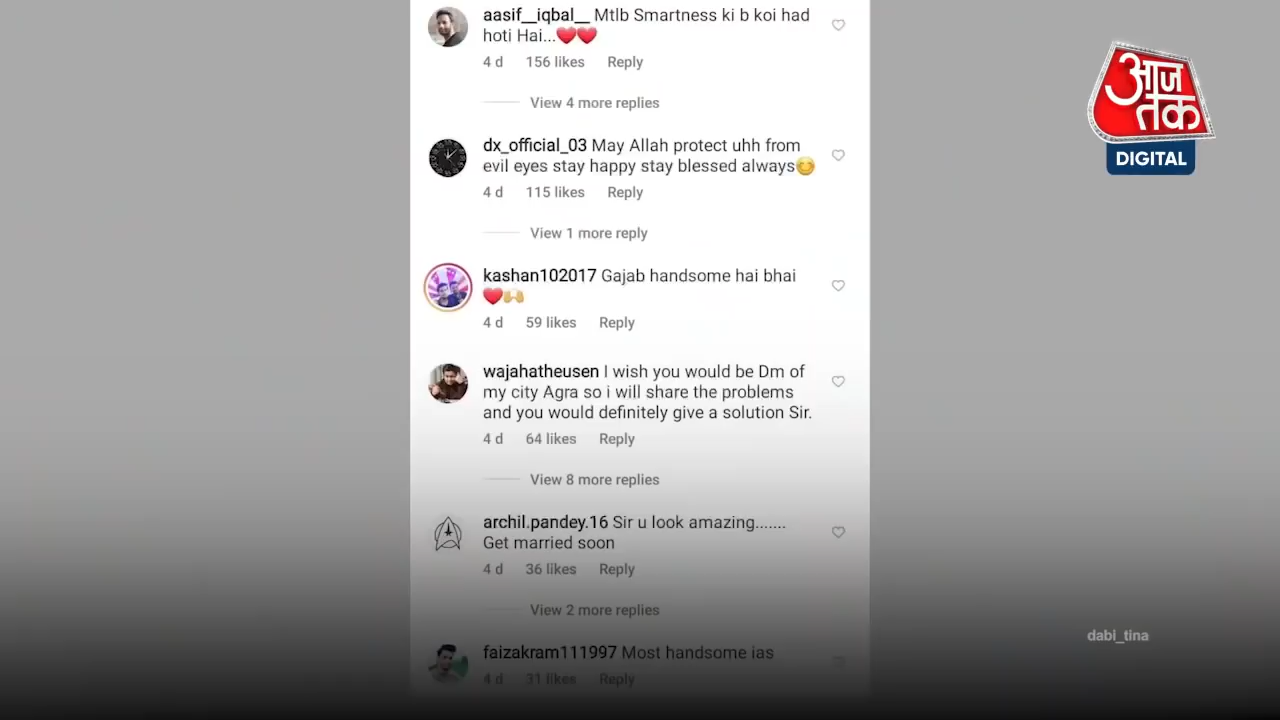 aasif__iqbal__ Mtlb Smartness ki b koi had
hoti Hai...❤️❤️
4 d 156 likes Reply
View 4 more replies
dx_official_03 May Allah protect uhh from
evil eyes stay happy stay blessed always😊
4 d 115 likes Reply
View 1 more reply
kashan102017 Gajab handsome hai bhai
❤️🙌
4 d 59 likes Reply
wajahatheusen I wish you would be Dm of
my city Agra so i will share the problems
and you would definitely give a solution Sir.
4 d 64 likes Reply
View 8 more replies
archil.pandey.16 Sir u look amazing.......
Get married soon
4 d 36 likes Reply
View 2 more replies
faizakram111997 Most handsome ias
4 d 31 likes Reply
आज
तक
DIGITAL
dabi_tina